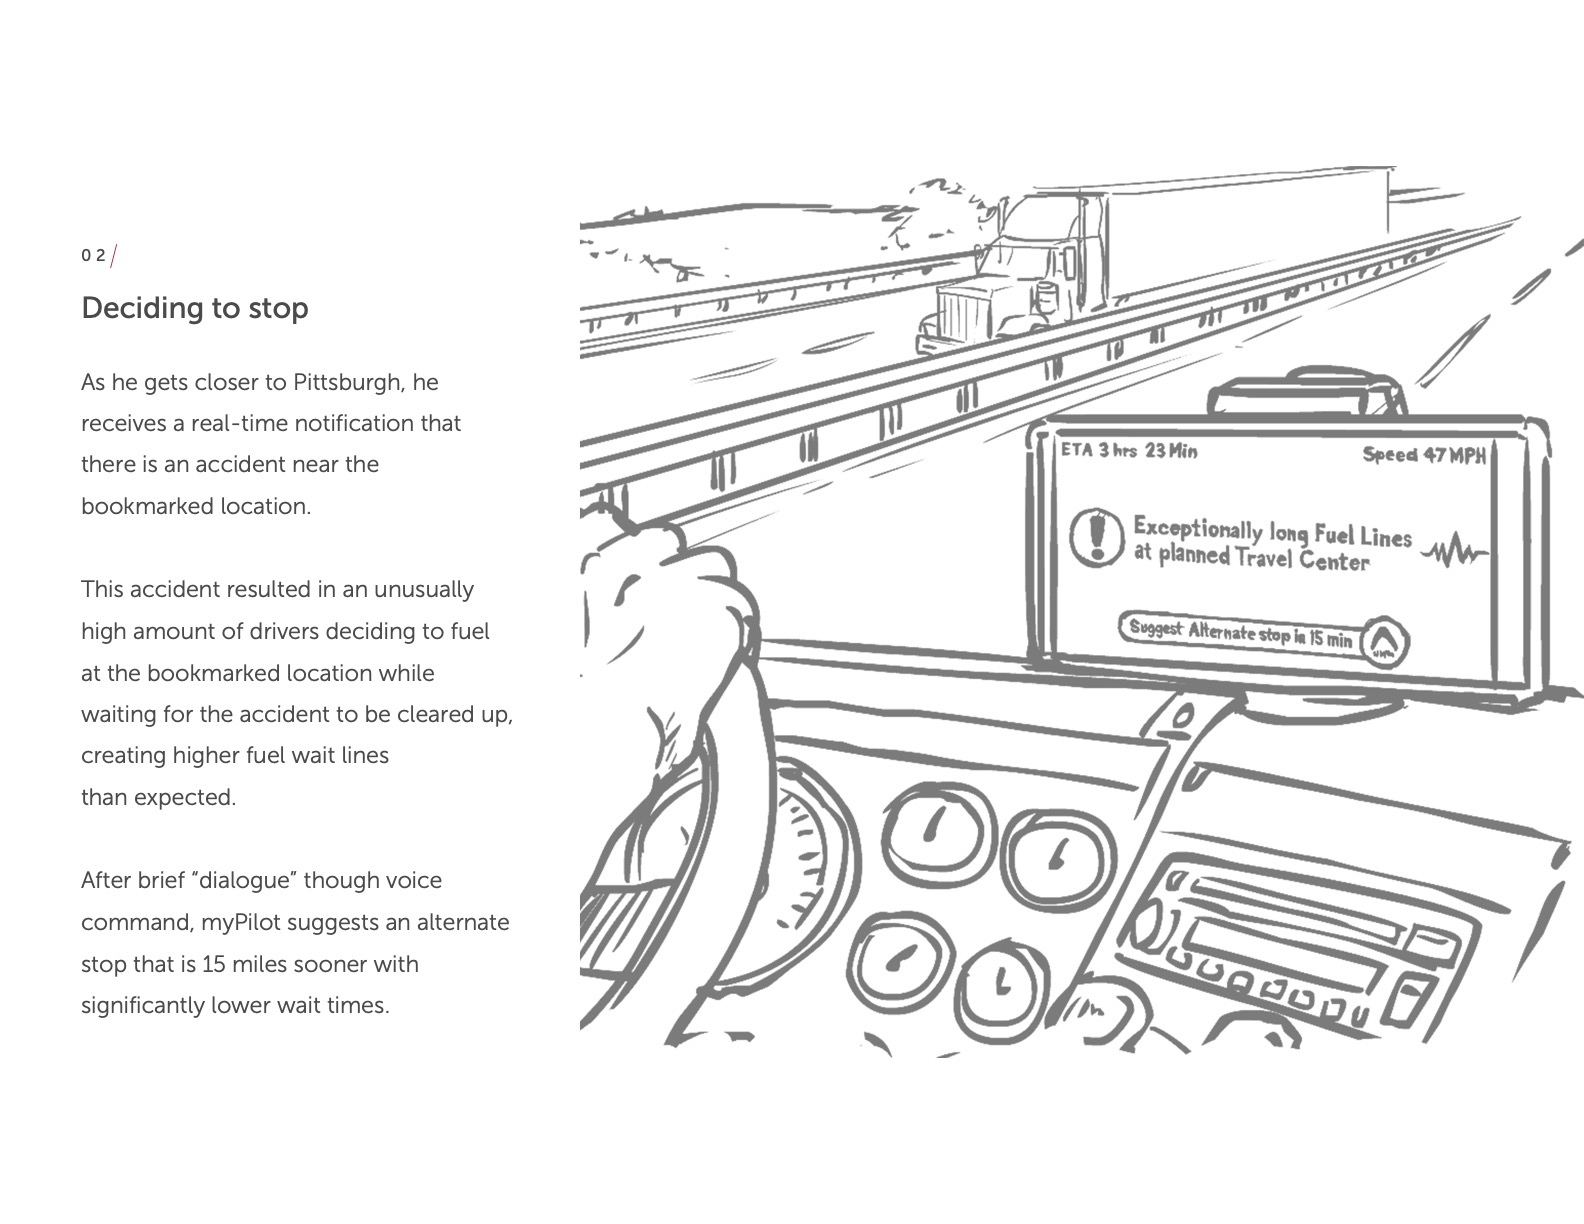 02/
Deciding to stop
As he gets closer to Pittsburgh, he
receives a real-time notification that
there is an accident near the
bookmarked location.
This accident resulted in an unusually
high amount of drivers deciding to fuel
at the bookmarked location while
waiting for the accident to be cleared up,
creating higher fuel wait lines
than expected.
After brief “dialogue” though voice
command, myPilot suggests an alternate
stop that is 15 miles sooner with
significantly lower wait times.
ETA 3 hrs 23 Min
Speed 47 MPH
Exceptionally long Fuel Lines
at planned Travel Center
Suggest Alternate stop in 15 min